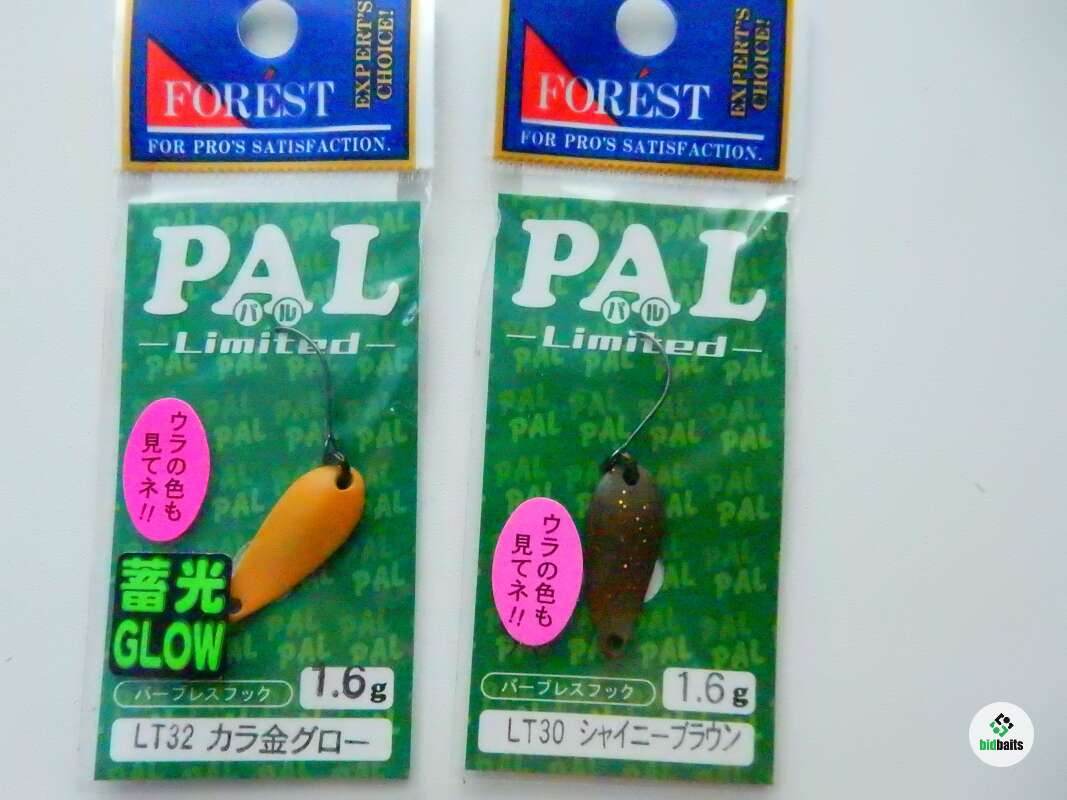 EXPERT'S
CHOICE!
FORÉST
FOR PRO'S SATISFACTION.
PAL
パル
Limited
ウラの色も
見てネ!!
蓄光
GLOW
バーブレスフック
1.6g
LT32 カラ金グロー
EXPERT'S
CHOICE!
FORÉST
FOR PRO'S SATISFACTION.
PAL
パル
Limited
ウラの色も
見てネ!!
バーブレスフック
1.6g
LT30 シャイニーブラウン
bidbaits